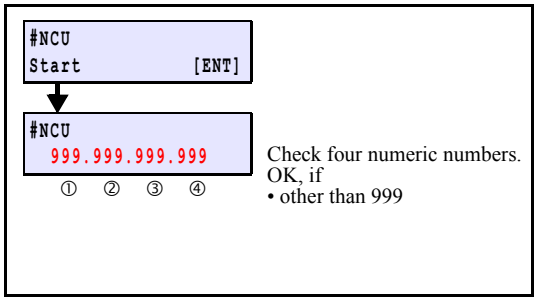 #NCU
Start [ENT]
#NCU
999.999.999.999
① ② ③ ④
Check four numeric numbers.
OK, if
• other than 999